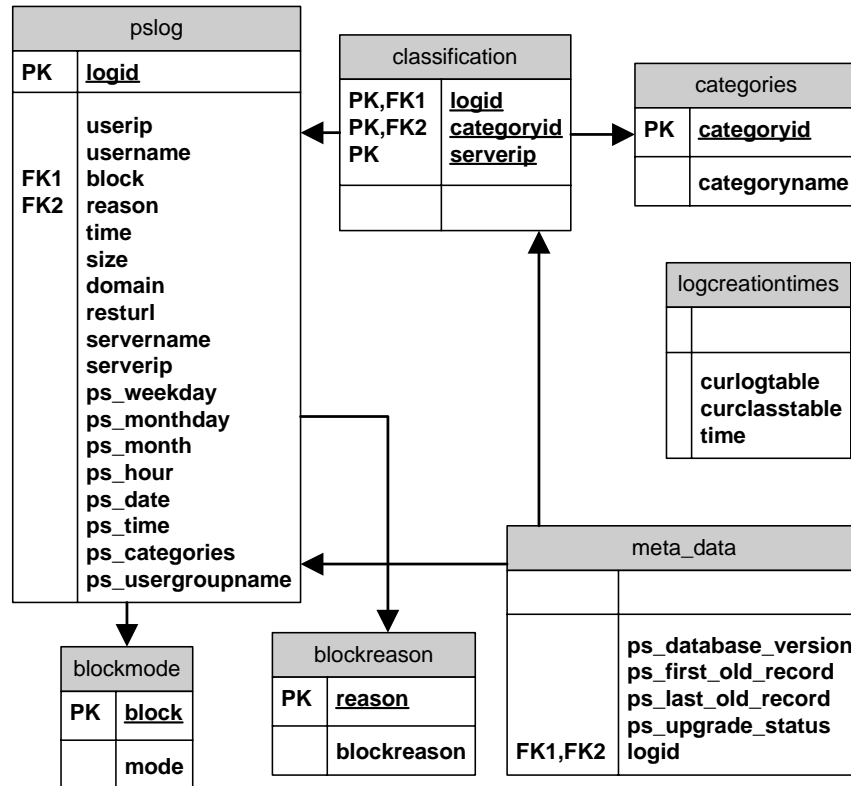 pslog
PK logid
userip
username
FK1 block
FK2 reason
time
size
domain
resturl
servername
serverip
ps_weekday
ps_monthday
ps_month
ps_hour
ps_date
ps_time
ps_categories
ps_usergroupname
classification
PK,FK1 logid
PK,FK2 categoryid
PK serverip
categories
PK categoryid
categoryname
logcreationtimes
curlogtable
curclasstable
time
meta_data
ps_database_version
ps_first_old_record
ps_last_old_record
ps_upgrade_status
FK1,FK2 logid
blockmode
PK block
mode
blockreason
PK reason
blockreason